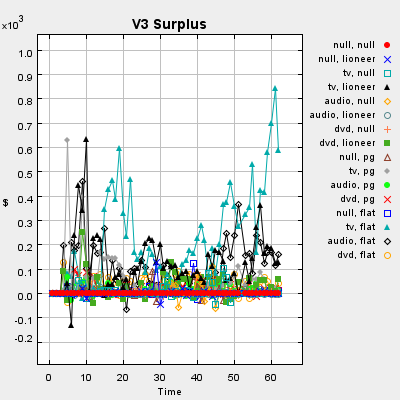 V3 Surplus
x10^3
1.0
0.9
0.8
0.7
0.6
0.5
0.4
0.3
0.2
0.1
0.0
-0.1
-0.2
$
0
10
20
30
40
50
60
Time
null, null
null, lioneer
tv, null
tv, lioneer
audio, null
audio, lioneer
dvd, null
dvd, lioneer
null, pg
tv, pg
audio, pg
dvd, pg
null, flat
tv, flat
audio, flat
dvd, flat